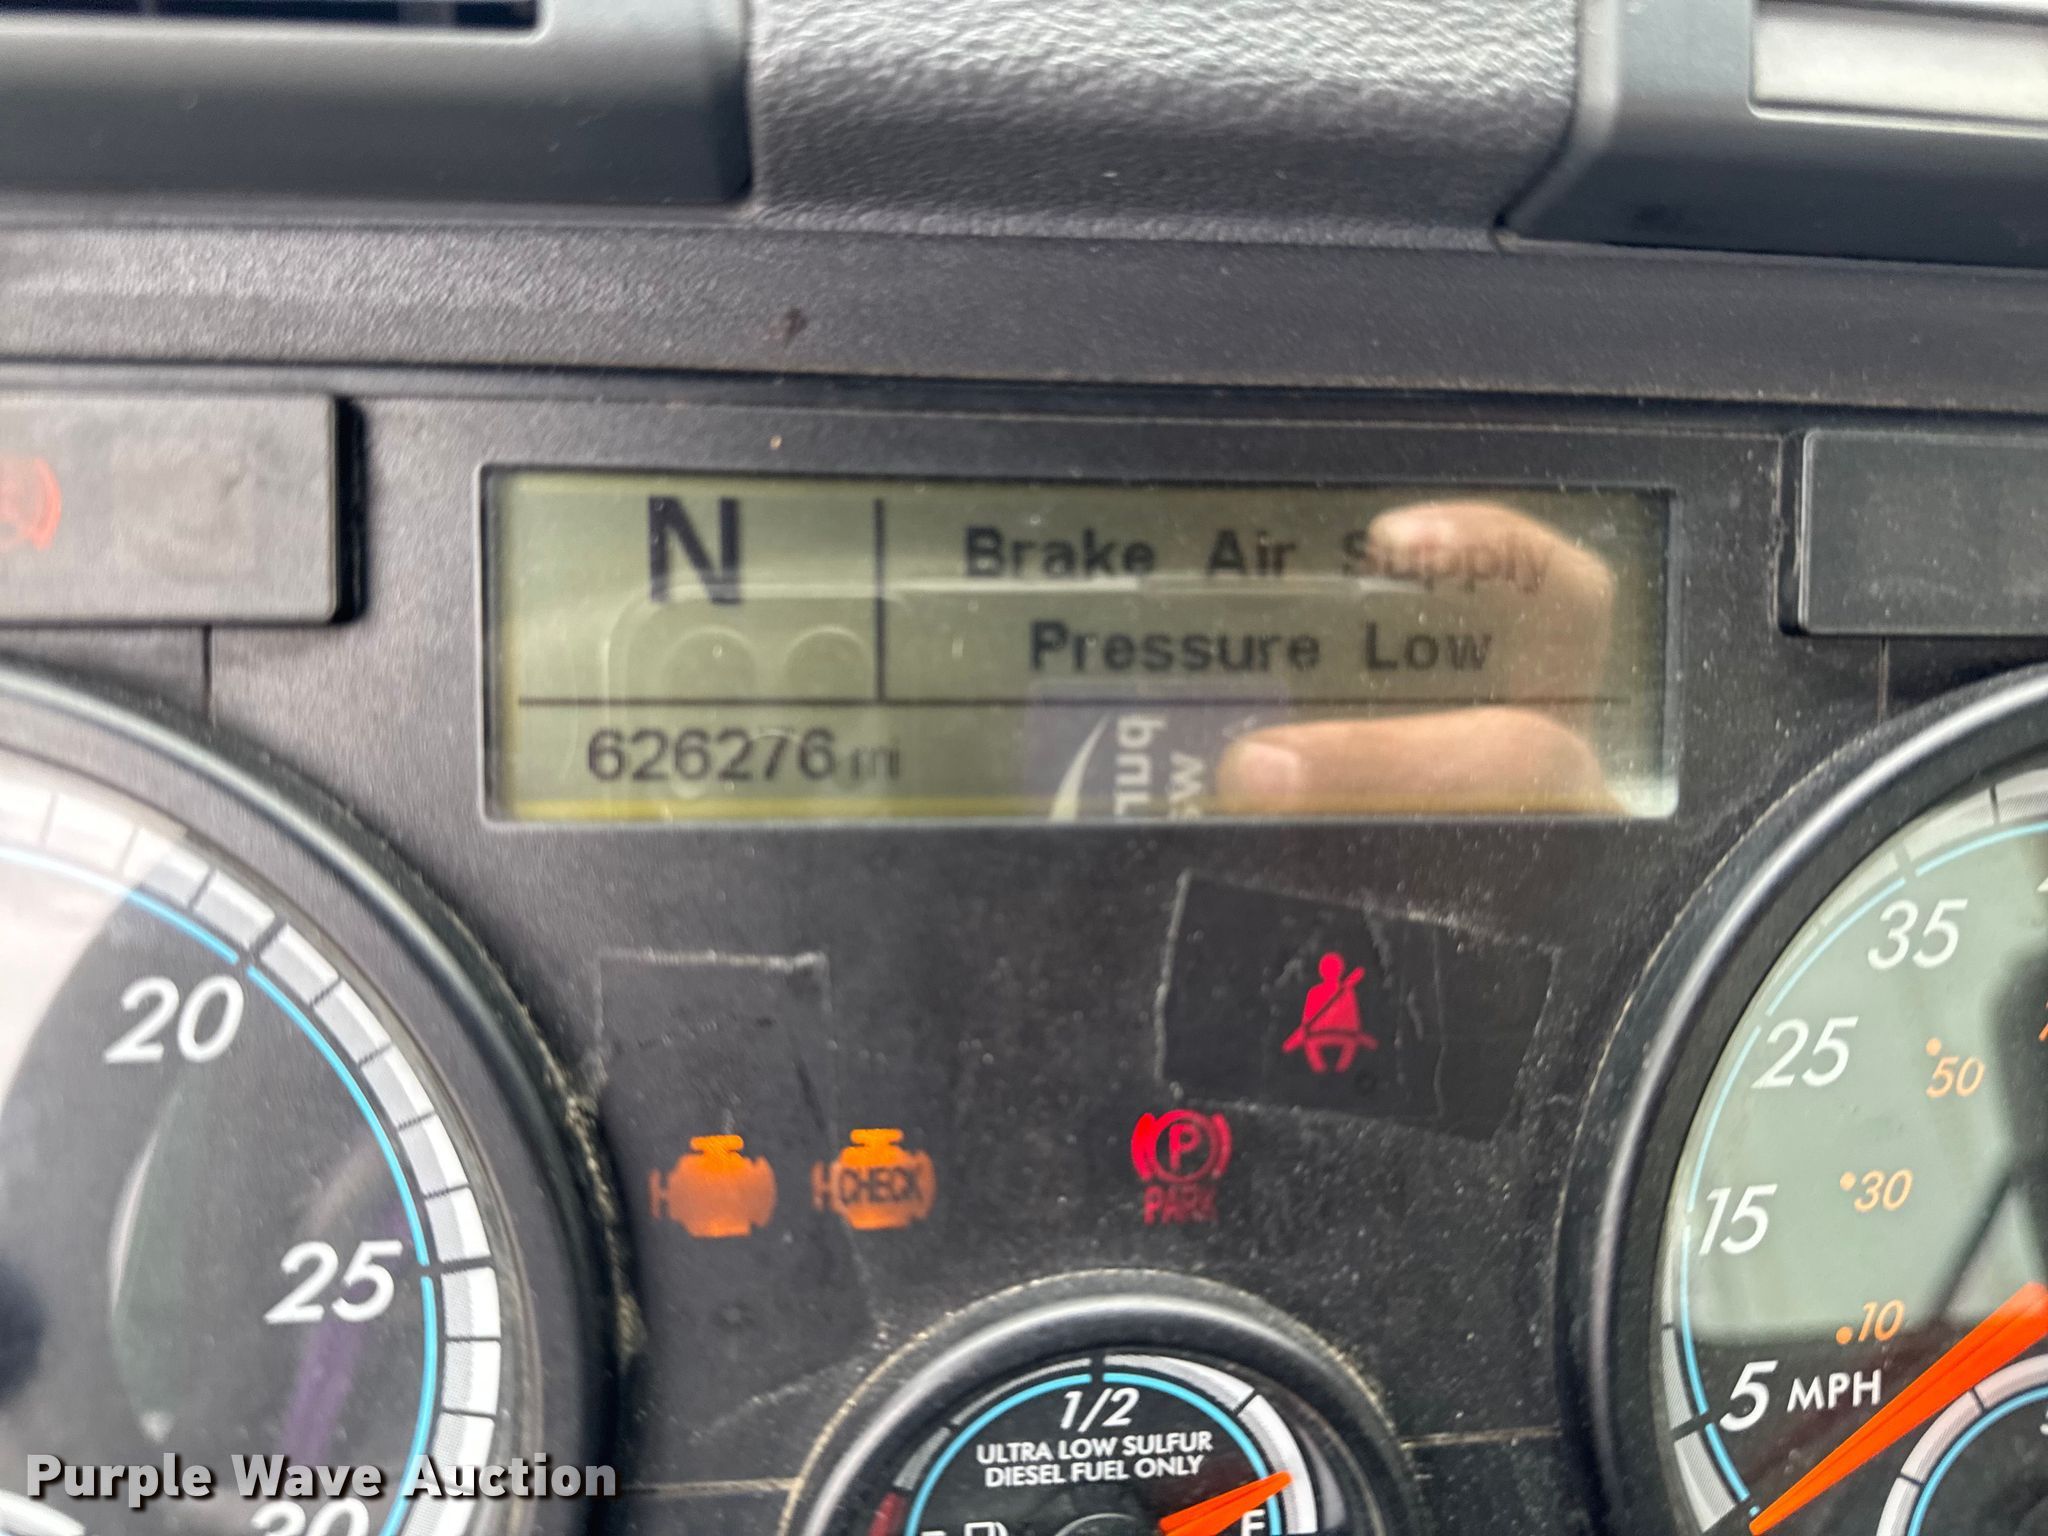 N
Brake Air Supply
Pressure Low
626276 mi
CHECK
P
PARK
20
25
30
35
25
15
5 MPH
50
30
10
1/2
ULTRA LOW SULFUR
DIESEL FUEL ONLY
F
Purple Wave Auction